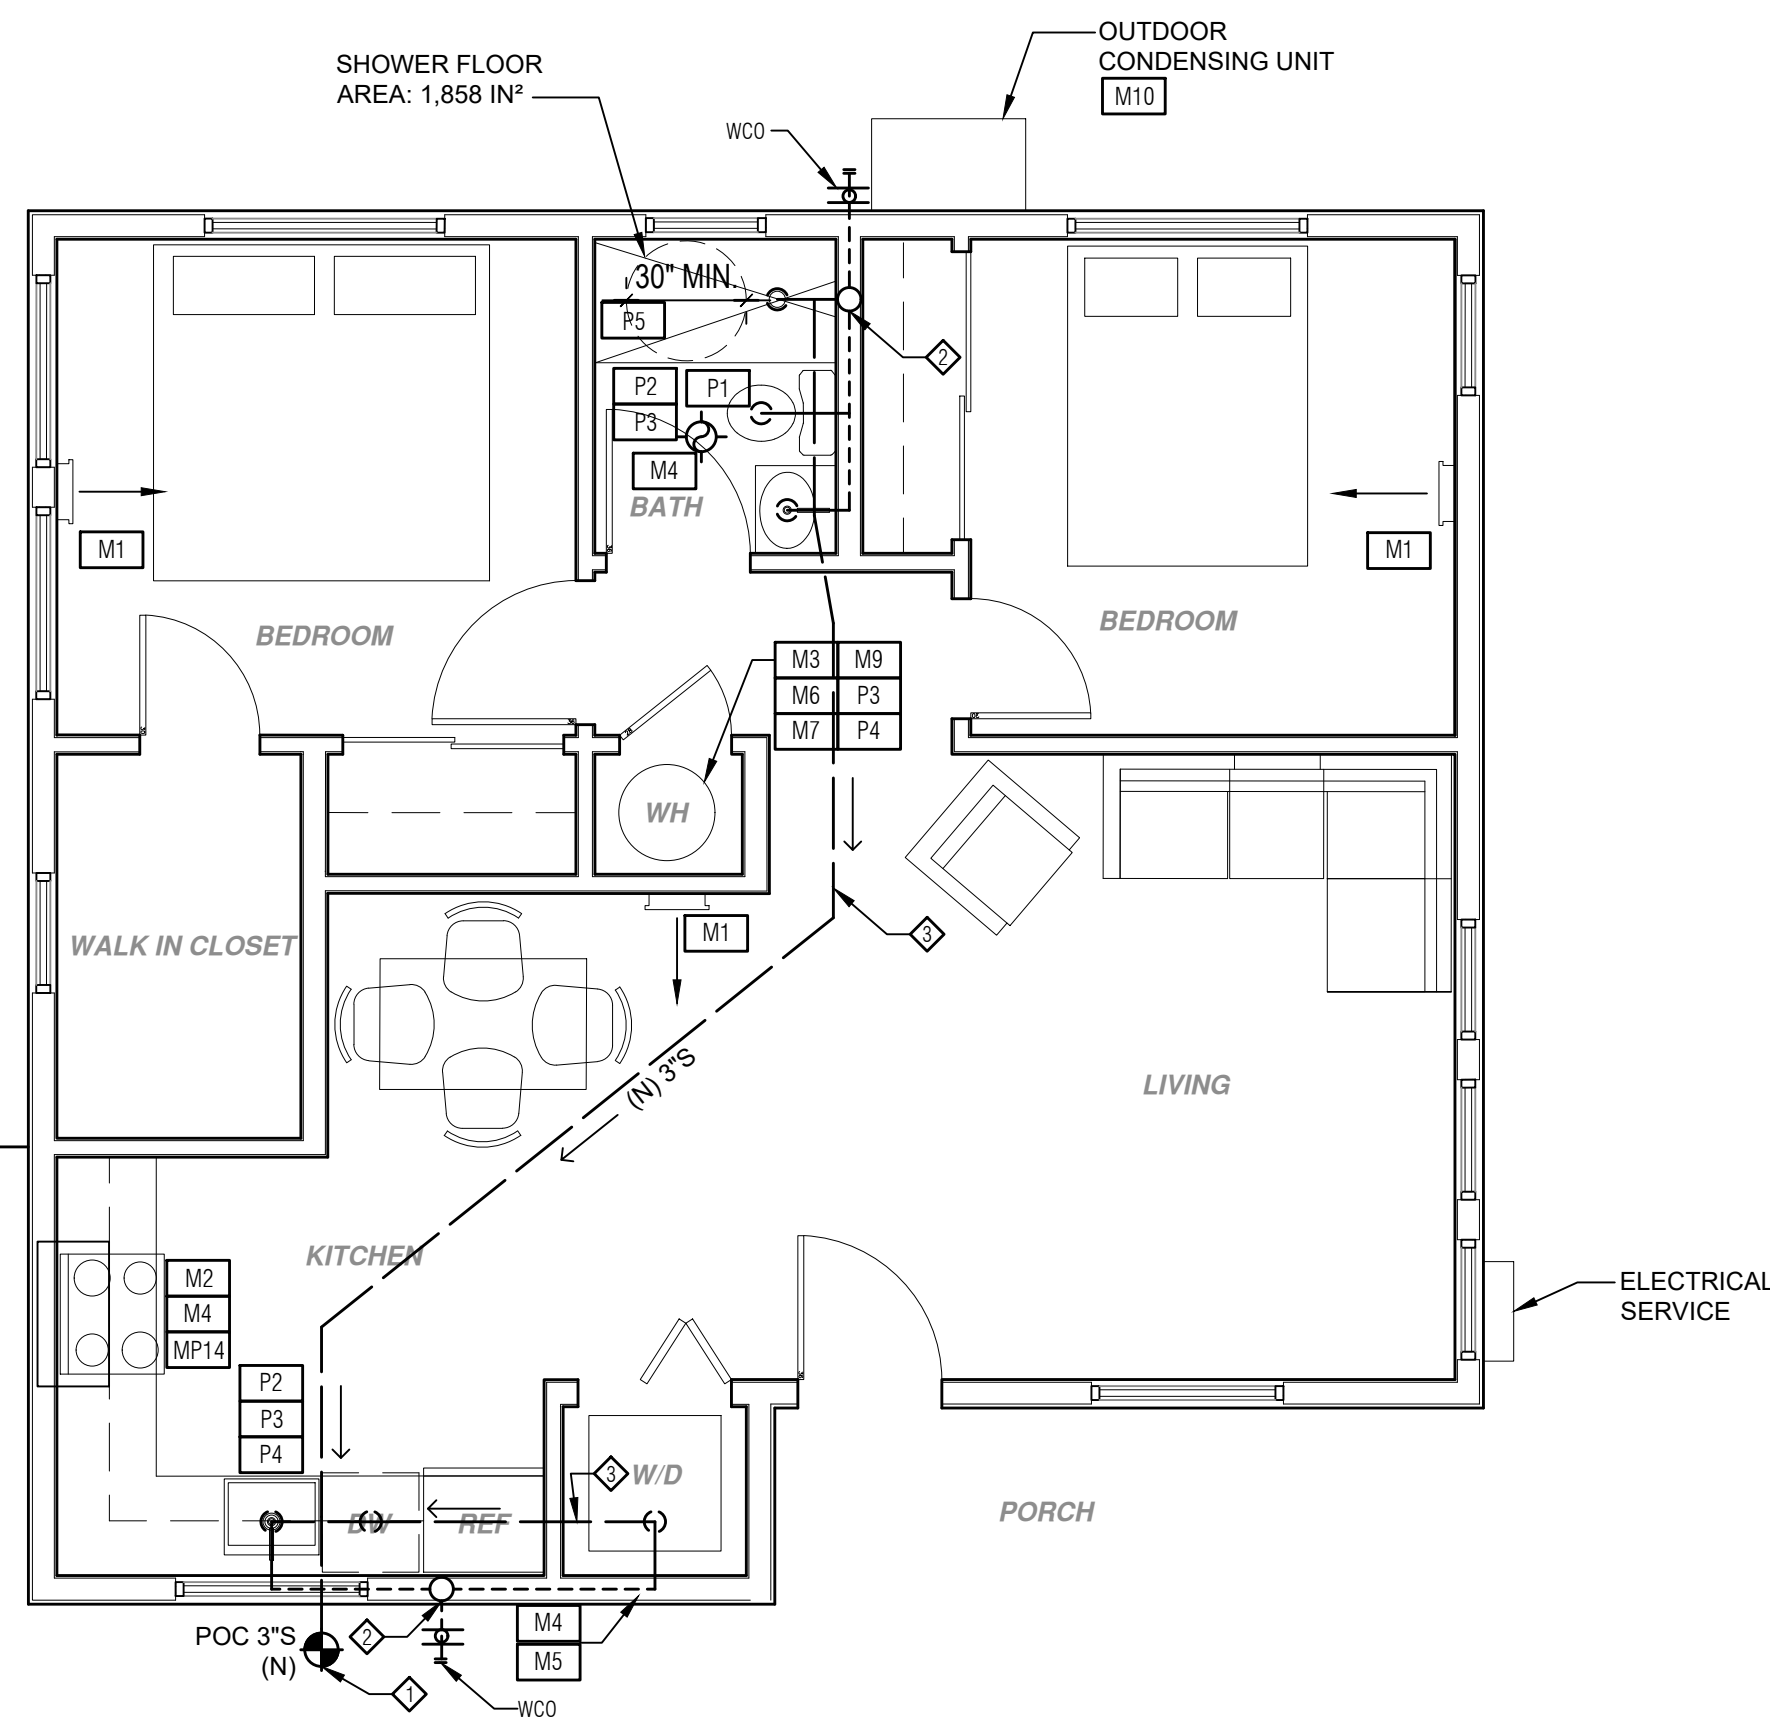 OUTDOOR
CONDENSING UNIT
M10
SHOWER FLOOR
AREA: 1,858 IN²
WCO
30" MIN.
P5
2
P2
P1
P3
M4
BATH
M1
M1
BEDROOM
BEDROOM
M3 M9
M6 P3
M7 P4
WH
WALK IN CLOSET
M1
3
(N) 3"S
LIVING
KITCHEN
M2
M4
MP14
ELECTRICAL
SERVICE
P2
P3
P4
3
W/D
DW
REF
PORCH
POC 3"S
(N)
2
M4
M5
1
WCO